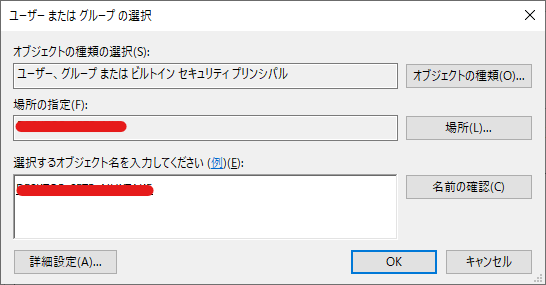 ユーザー または グループ の選択
オブジェクトの種類の選択(S):
ユーザー、グループ または ビルトイン セキュリティ プリンシパル
オブジェクトの種類(O)...
場所の指定(F):
場所(L)...
選択するオブジェクト名を入力してください (例)(E):
名前の確認(C)
詳細設定(A)...
OK
キャンセル